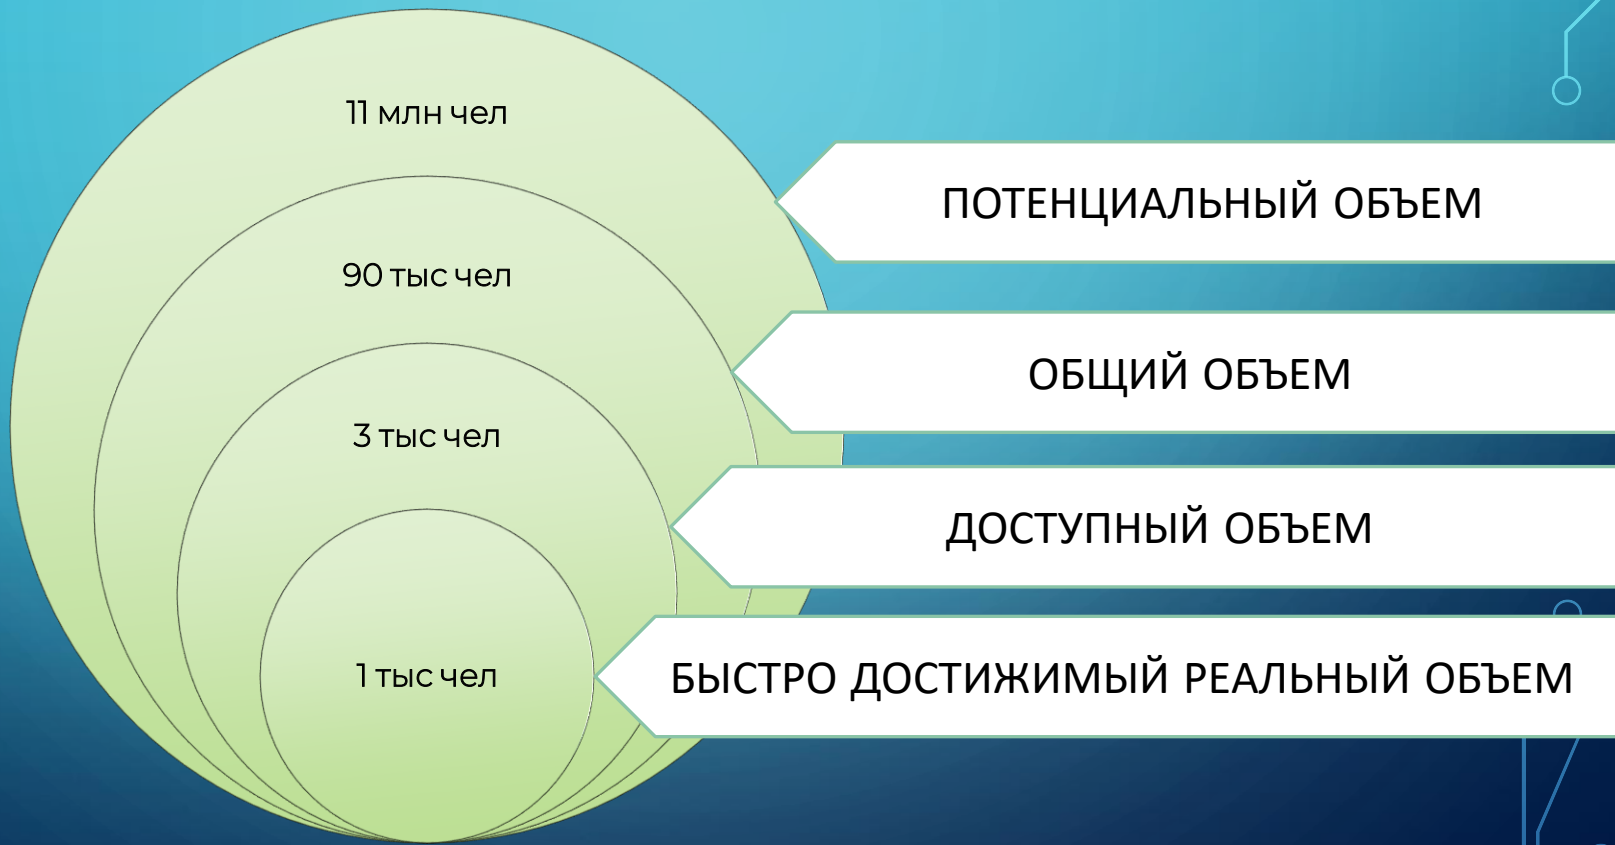 11 млн чел
ПОТЕНЦИАЛЬНЫЙ ОБЪЕМ
90 тыс чел
ОБЩИЙ ОБЪЕМ
3 тыс чел
ДОСТУПНЫЙ ОБЪЕМ
1 тыс чел
БЫСТРО ДОСТИЖИМЫЙ РЕАЛЬНЫЙ ОБЪЕМ